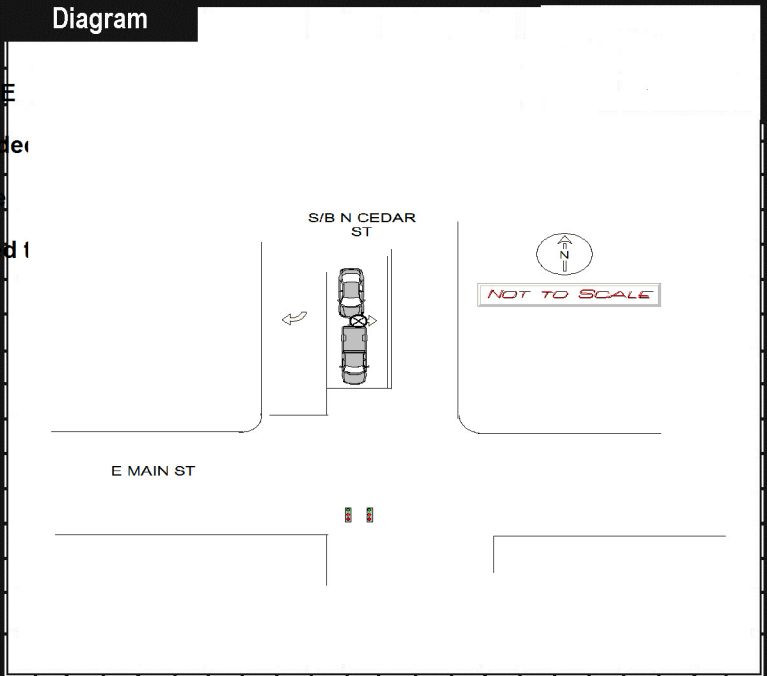 Diagram
E
d t
S/B N CEDAR
ST
N
NOT TO SCALE
E MAIN ST